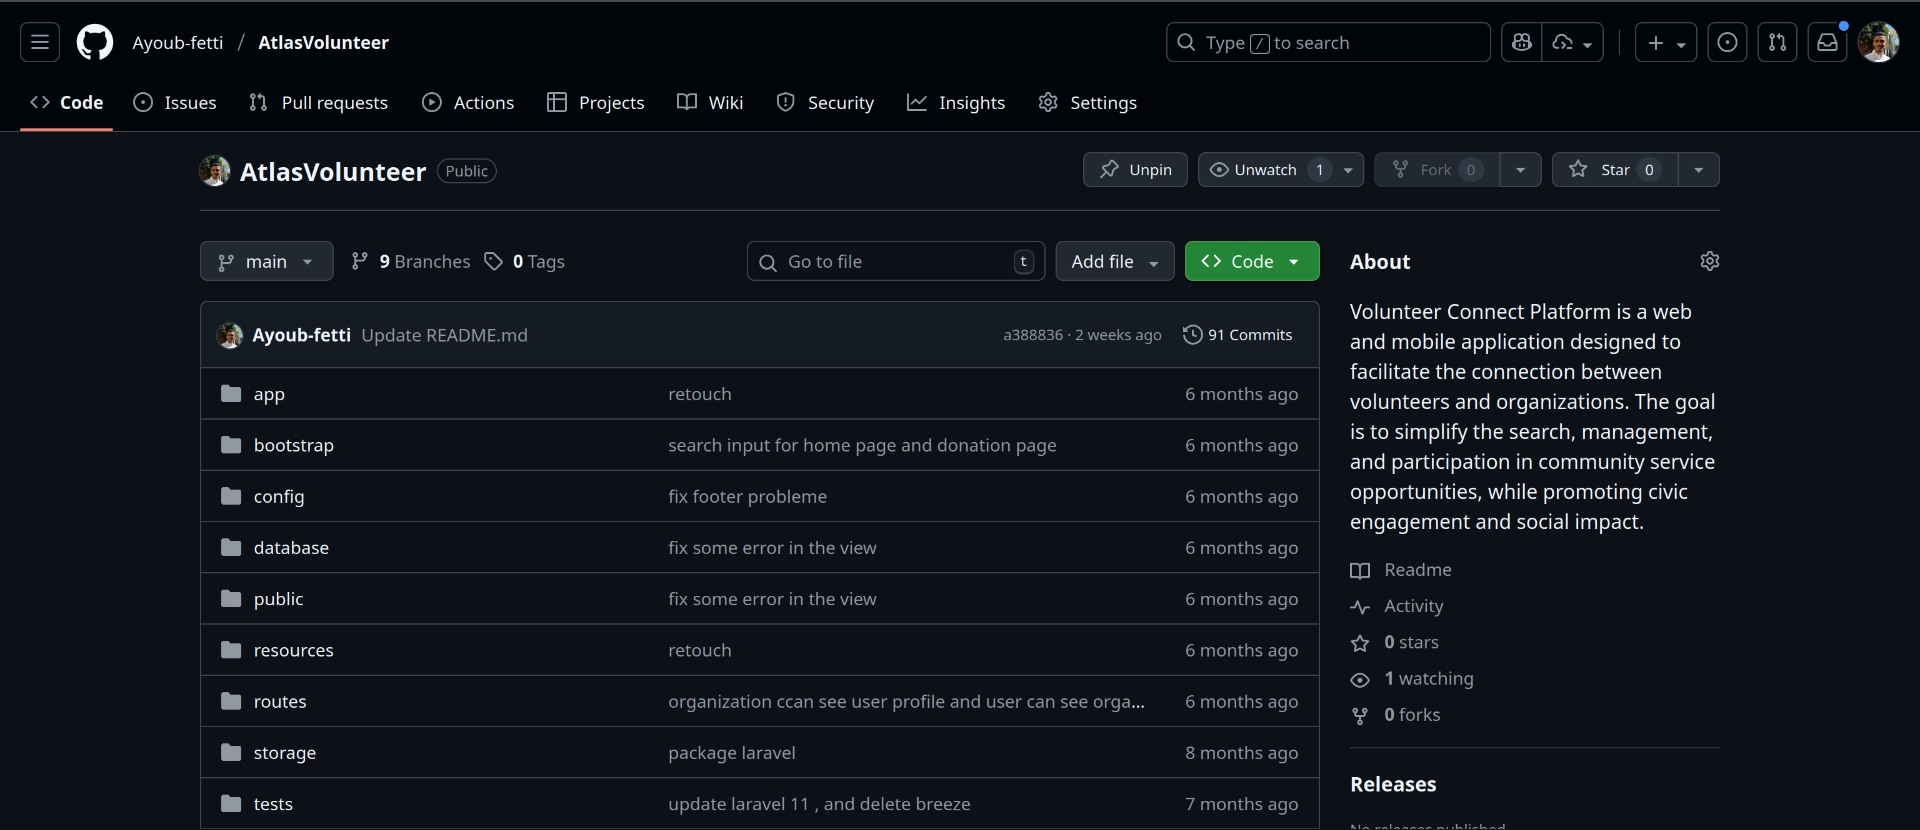 Ayoub-fetti / AtlasVolunteer
Type / to search
Code Issues Pull requests Actions Projects Wiki Security Insights Settings
AtlasVolunteer Public
Unpin Unwatch 1 Fork 0 Star 0
main 9 Branches 0 Tags
Go to file t Add file Code
Ayoub-fetti Update README.md a388836 · 2 weeks ago 91 Commits
app retouch 6 months ago
bootstrap search input for home page and donation page 6 months ago
config fix footer probleme 6 months ago
database fix some error in the view 6 months ago
public fix some error in the view 6 months ago
resources retouch 6 months ago
routes organization ccan see user profile and user can see orga... 6 months ago
storage package laravel 8 months ago
tests update laravel 11 , and delete breeze 7 months ago
About
Volunteer Connect Platform is a web
and mobile application designed to
facilitate the connection between
volunteers and organizations. The goal
is to simplify the search, management,
and participation in community service
opportunities, while promoting civic
engagement and social impact.
Readme
Activity
0 stars
1 watching
0 forks
Releases
No releases published